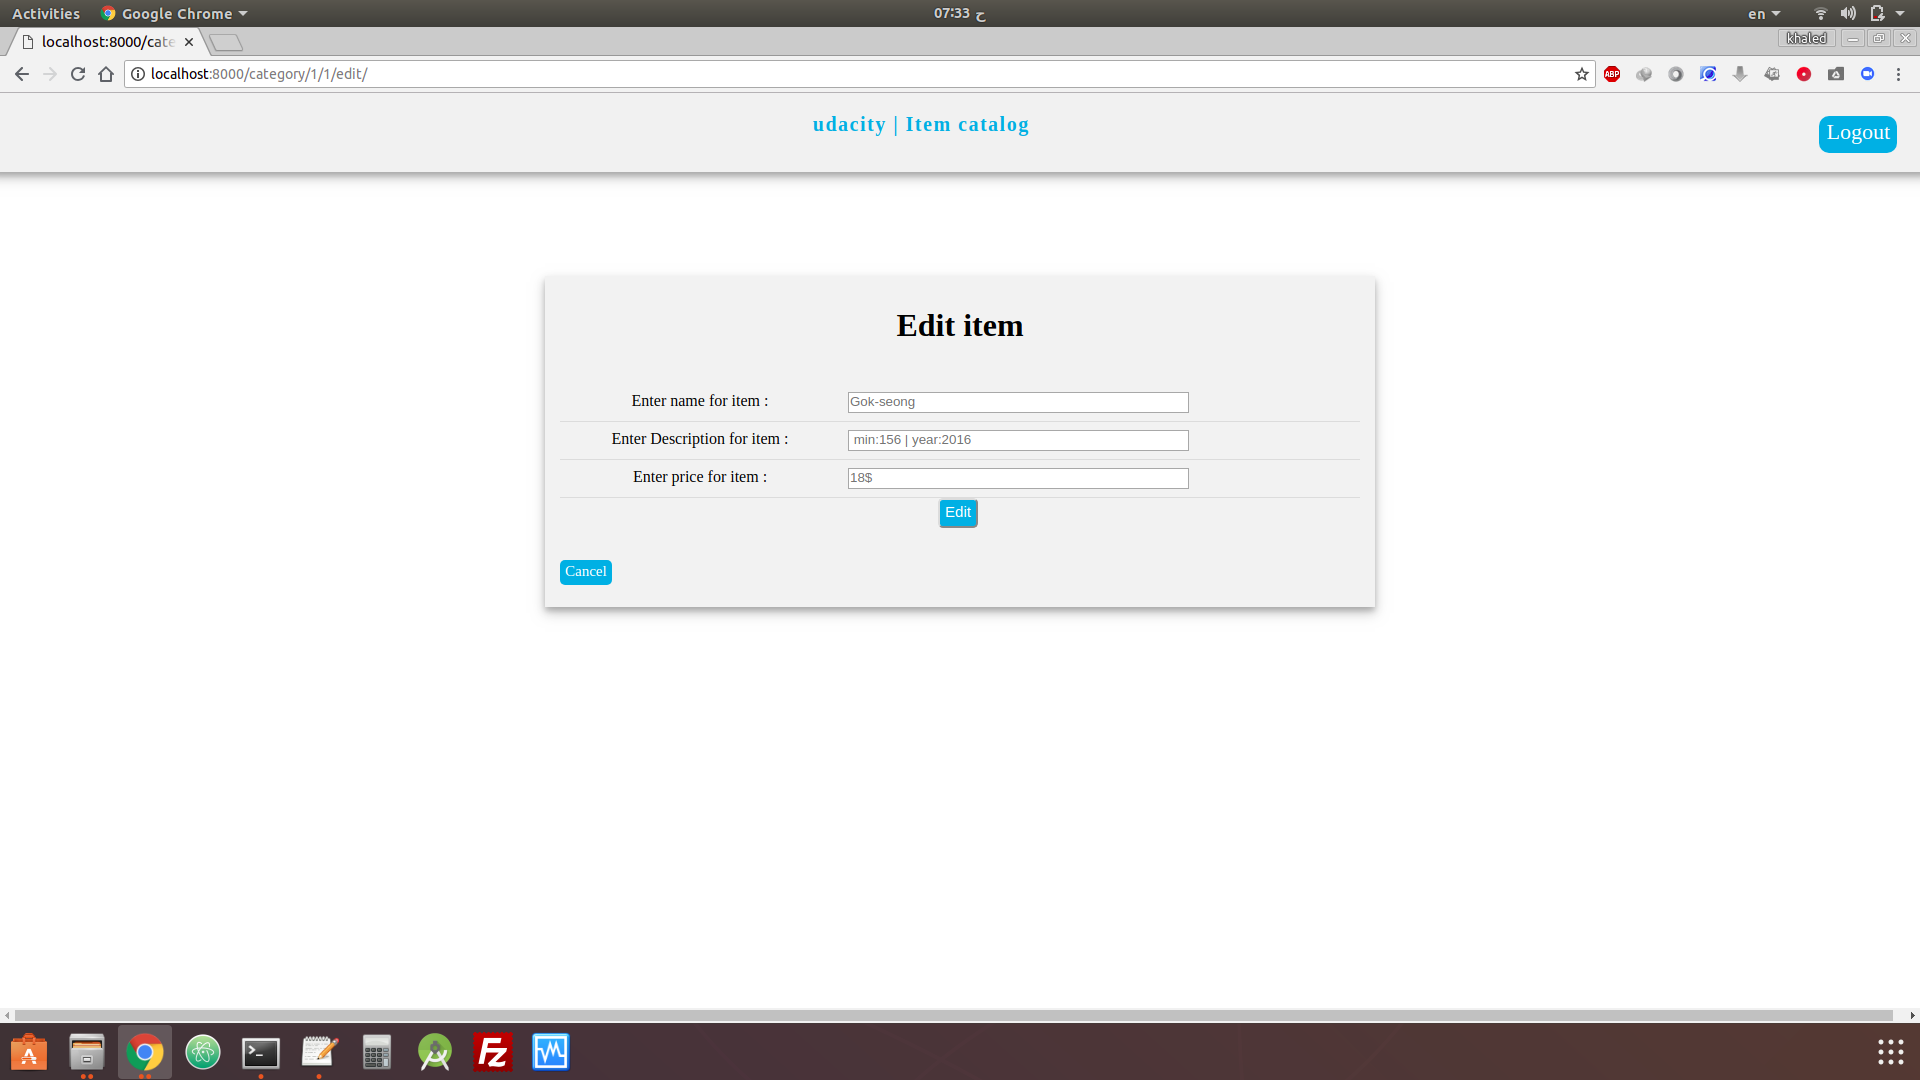 Activities Google Chrome 07:33 ح en
localhost:8000/cate khaled
localhost:8000/category/1/1/edit/ ABP
udacity | Item catalog
Logout
Edit item
Enter name for item : Gok-seong
Enter Description for item : min:156 | year:2016
Enter price for item : 18$
Edit
Cancel